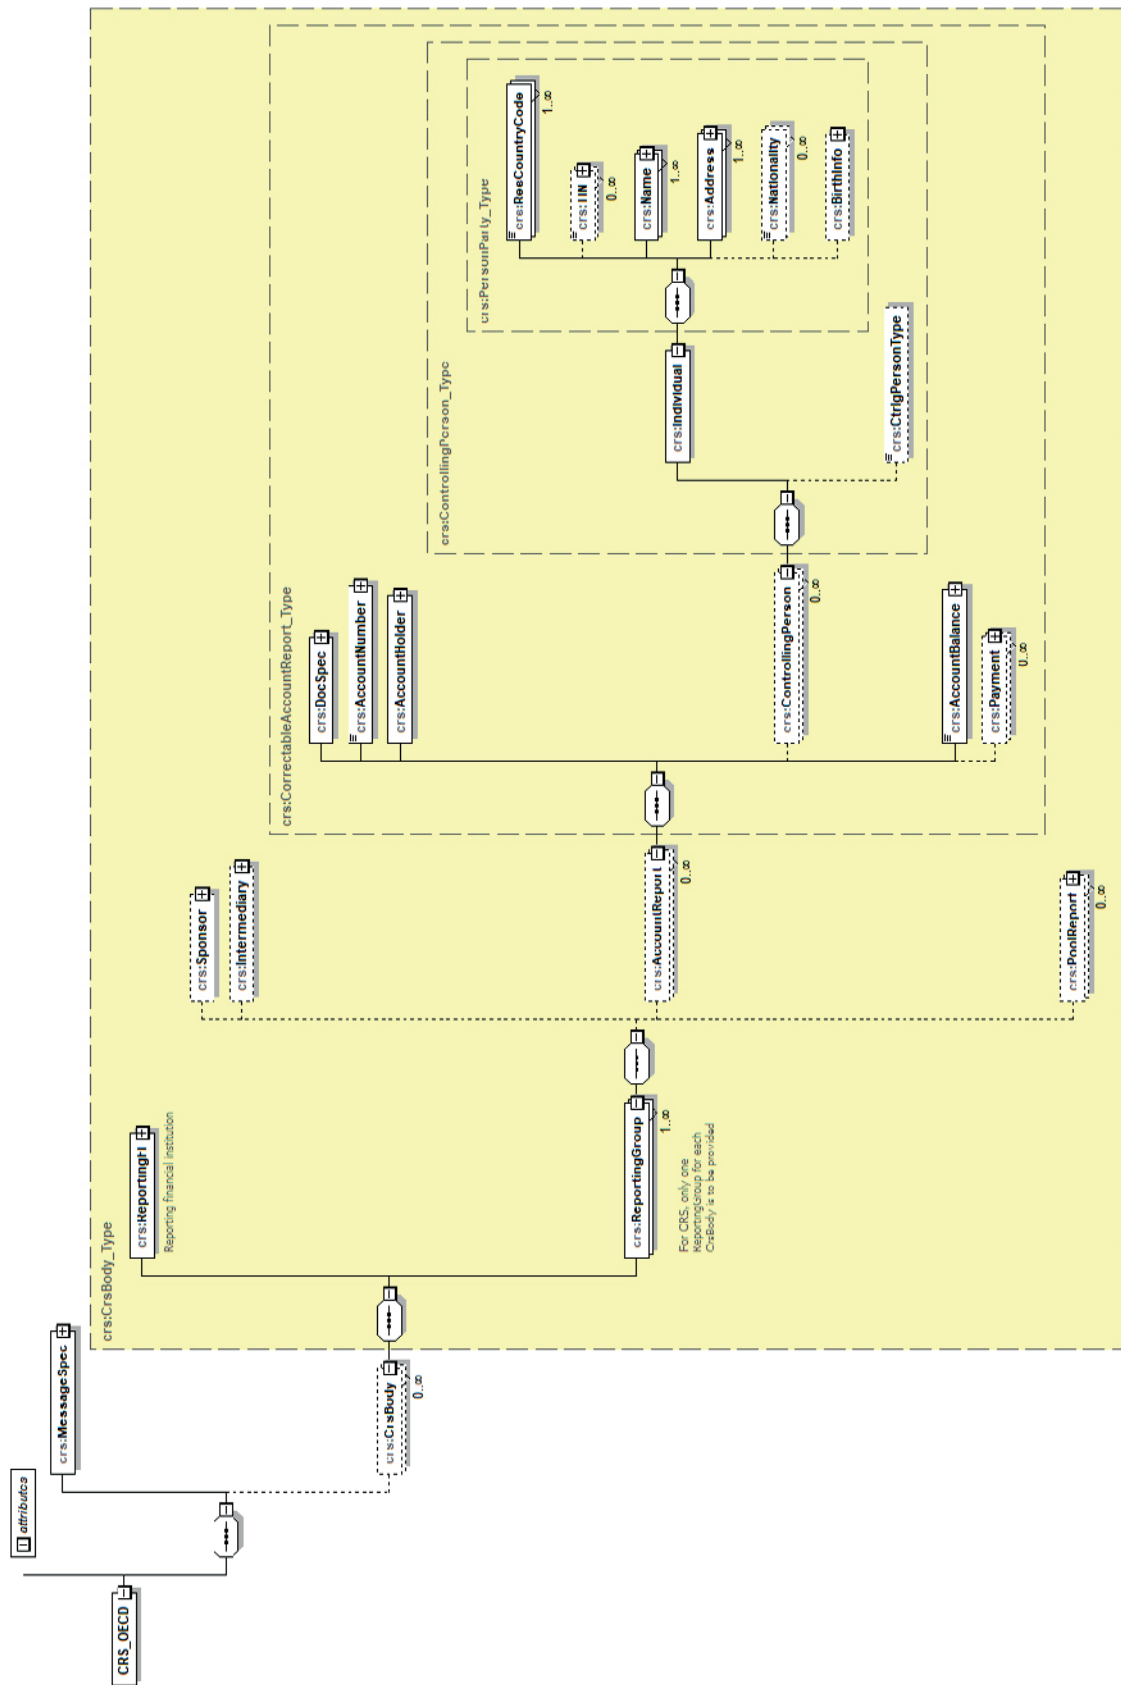 CRS_OECD
attributes
crs:MessageSpec
crs:CrsBody
0..∞
crs:CrsBody_Type
crs:ReportingFI
Reporting financial institution
crs:ReportingGroup
1..∞
For CRS, only one
ReportingGroup for each
CrsBody is to be provided
crs:Sponsor
crs:Intermediary
crs:AccountReport
0..∞
crs:PoolReport
0..∞
crs:CorrectableAccountReport_Type
crs:DocSpec
crs:AccountNumber
crs:AccountHolder
crs:ControllingPerson
0..∞
crs:AccountBalance
crs:Payment
0..∞
crs:ControllingPerson_Type
crs:Individual
crs:CtrlgPersonType
crs:PersonParty_Type
crs:ResCountryCode
1..∞
crs:TIN
0..∞
crs:Name
1..∞
crs:Address
1..∞
crs:Nationality
0..∞
crs:BirthInfo